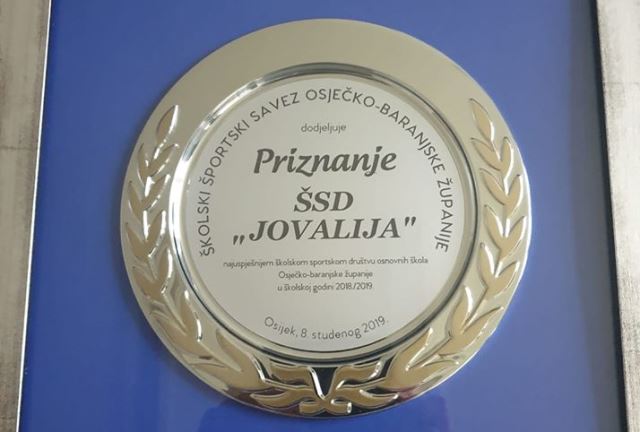 ŠKOLSKI ŠPORTSKI SAVEZ OSJEČKO-BARANJSKE ŽUPANIJE
dodjeljuje
Priznanje
ŠSD
„JOVALIJA"
najuspješnijem školskom sportskom društvu osnovnih škola
Osječko-baranjske županije
u školskoj godini 2018./2019.
Osijek, 8. studenog 2019.